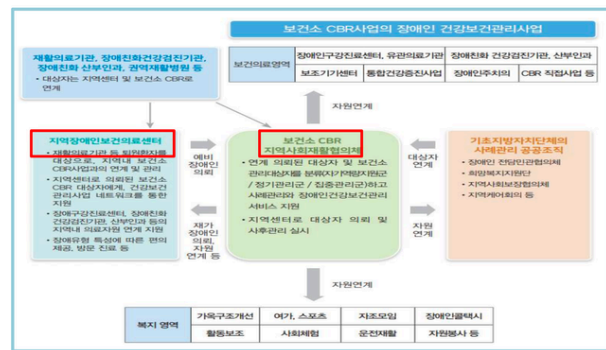 보건소 CBR사업의 장애인 건강보건관리사업
재활의료기관, 장애친화건강검진기관,
장애친화 산부인과, 권역재활병원 등
• 대상자는 지역센터 및 보건소 CBR로
연계
보건의료영역
장애인구강진료센터, 유관의료기관
장애친화 건강검진기관, 산부인과
보조기기센터
통합건강증진사업
장애인주치의
CBR 직접사업 등
자원연계
지역장애인보건의료센터
• 재활의료기관 등 퇴원환자를
대상으로, 지역내 보건소
CBR사업과의 연계 및 관리
• 지역센터로 의뢰된 보건소
CBR 대상자에게, 건강보건
관리사업 네트워크를 통한
지원
• 장애구강진료센터, 장애친화
건강검진기관, 산부인과 등의
지역내 의료자원 연계 지원
• 장애유형 특성에 따른 편의
제공, 방문 진료 등
예비
장애인
의뢰
재가
장애인
의뢰,
자원
연계 등
보건소 CBR
지역사회재활협의체
• 연계 의뢰된 대상자 및 보건소
관리대상자를 분류(자기역량지원군
/ 정기관리군 / 집중관리군)하고
사례관리와 장애인건강보건관리
서비스 지원
• 지역센터로 대상자 의뢰 및
사후관리 실시
대상자
연계
자원
연계
기초지방자치단체의
사례관리 공공조직
• 장애인 전담민관협의체
• 희망복지지원단
• 지역사회보장협의체
• 지역케어회의 등
자원연계
복지 영역
가옥구조개선
여가, 스포츠
자조모임
장애인콜택시
활동보조
사회체험
운전재활
자원봉사 등